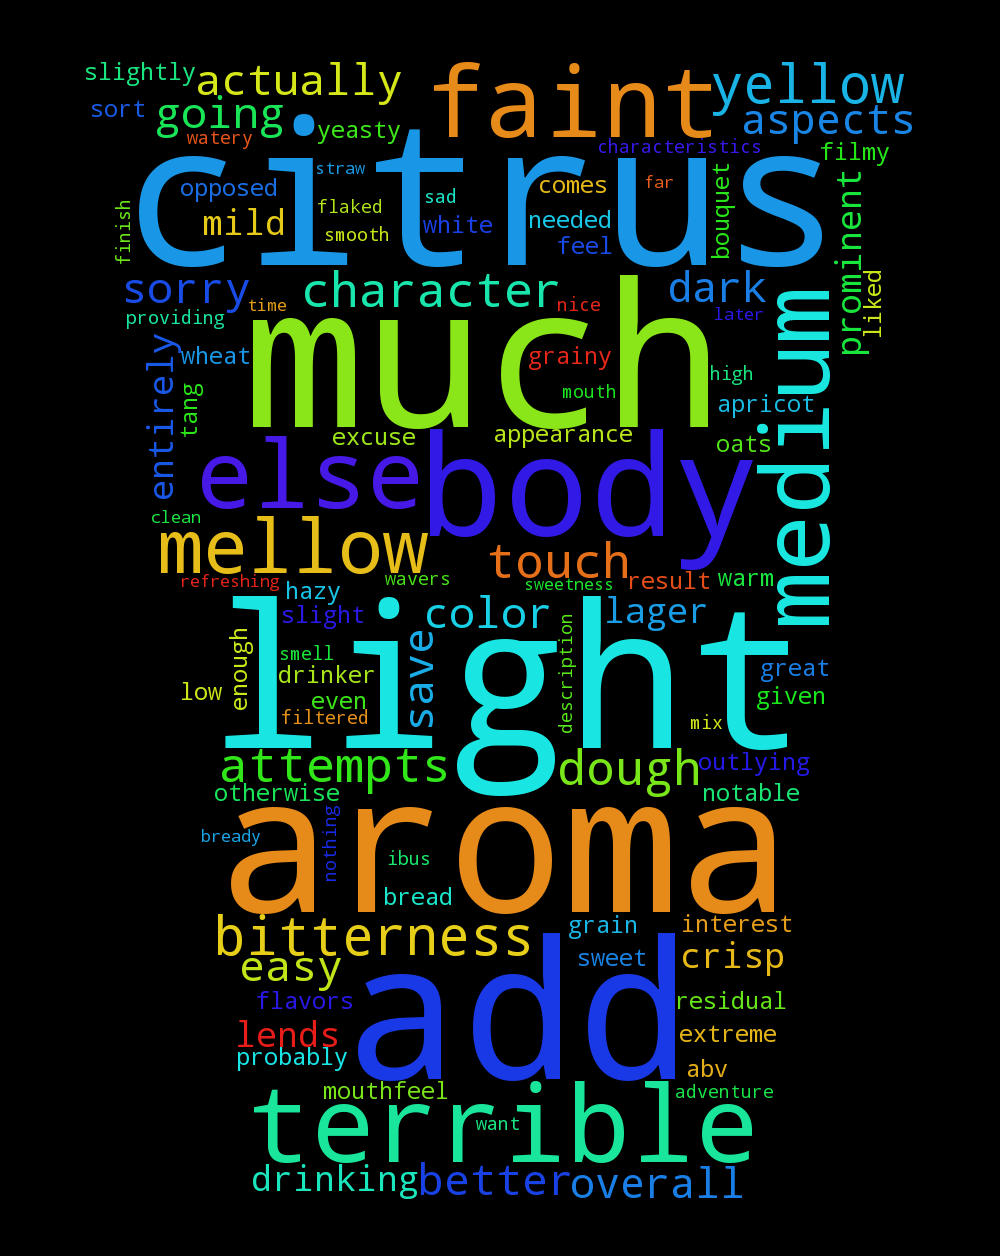 slightly actually faint yellow
sort going aspects
watery yeasty characteristics filmy
citrus
straw
opposed flaked sad comes far bouquet prominent
mild smooth white needed
finish feel
sorry character dark liked
providing time nice later
much
wheat grainy
entirely tang mouth high
apricot medium
excuse appearance oats
else body
clean mellow touch
refreshing hazy wavers sweetness result warm
slight color lager
light
enough smell save description great
low drinker even given
filtered mix
attempts dough outlying
otherwise notable
aroma
bready nothing ibus
bread
bitterness grain interest
easy sweet crisp
add
flavors residual
lends extreme
probably abv
mouthfeel adventure
terrible
want
drinking better overall